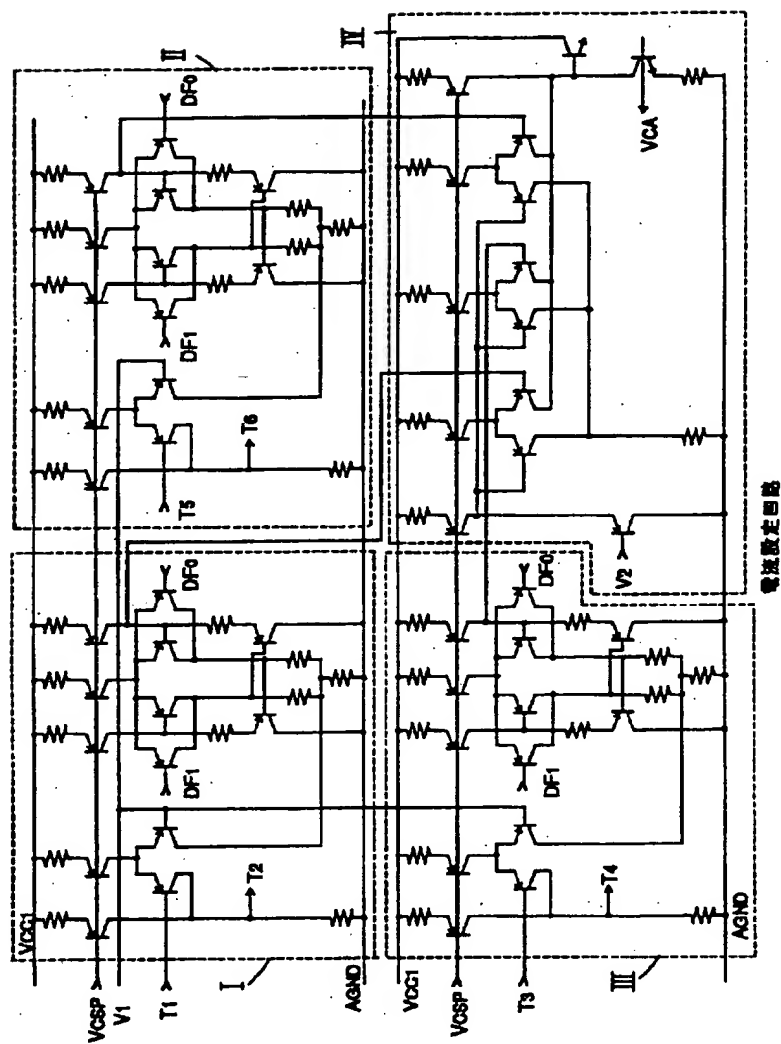 VCC1
VCSP
V1
T1
I
AGND
T2
DF1
DF0
II
T5
T6
DF1
DF0
VCC1
VCSP
T3
III
T4
DF1
DF0
AGND
IV
V2
VCA
電流設定回路